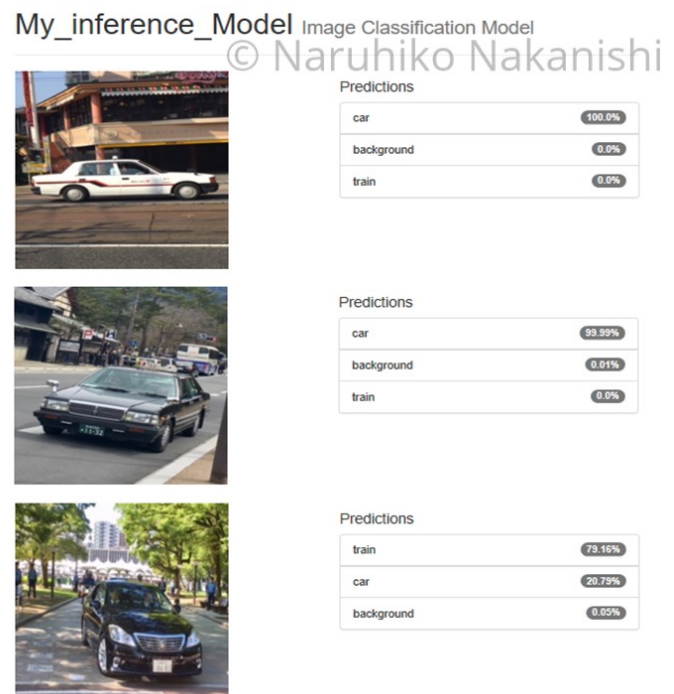 My_inference_Model Image Classification Model
© Naruhiko Nakanishi
Predictions
car 100.0%
background 0.0%
train 0.0%
Predictions
car 99.99%
background 0.01%
train 0.0%
Predictions
train 79.16%
car 20.79%
background 0.05%